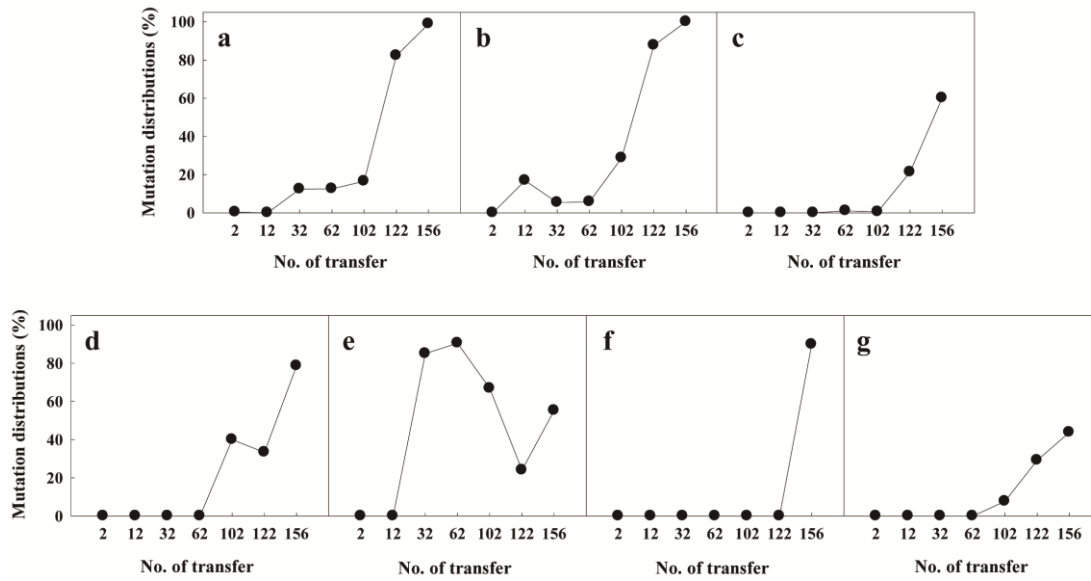 Mutation distributions (%)
100
80
60
40
20
0
a
b
c
2 12 32 62 102 122 156
2 12 32 62 102 122 156
2 12 32 62 102 122 156
No. of transfer
No. of transfer
No. of transfer
Mutation distributions (%)
100
80
60
40
20
0
d
e
f
g
2 12 32 62 102 122 156
2 12 32 62 102 122 156
2 12 32 62 102 122 156
2 12 32 62 102 122 156
No. of transfer
No. of transfer
No. of transfer
No. of transfer